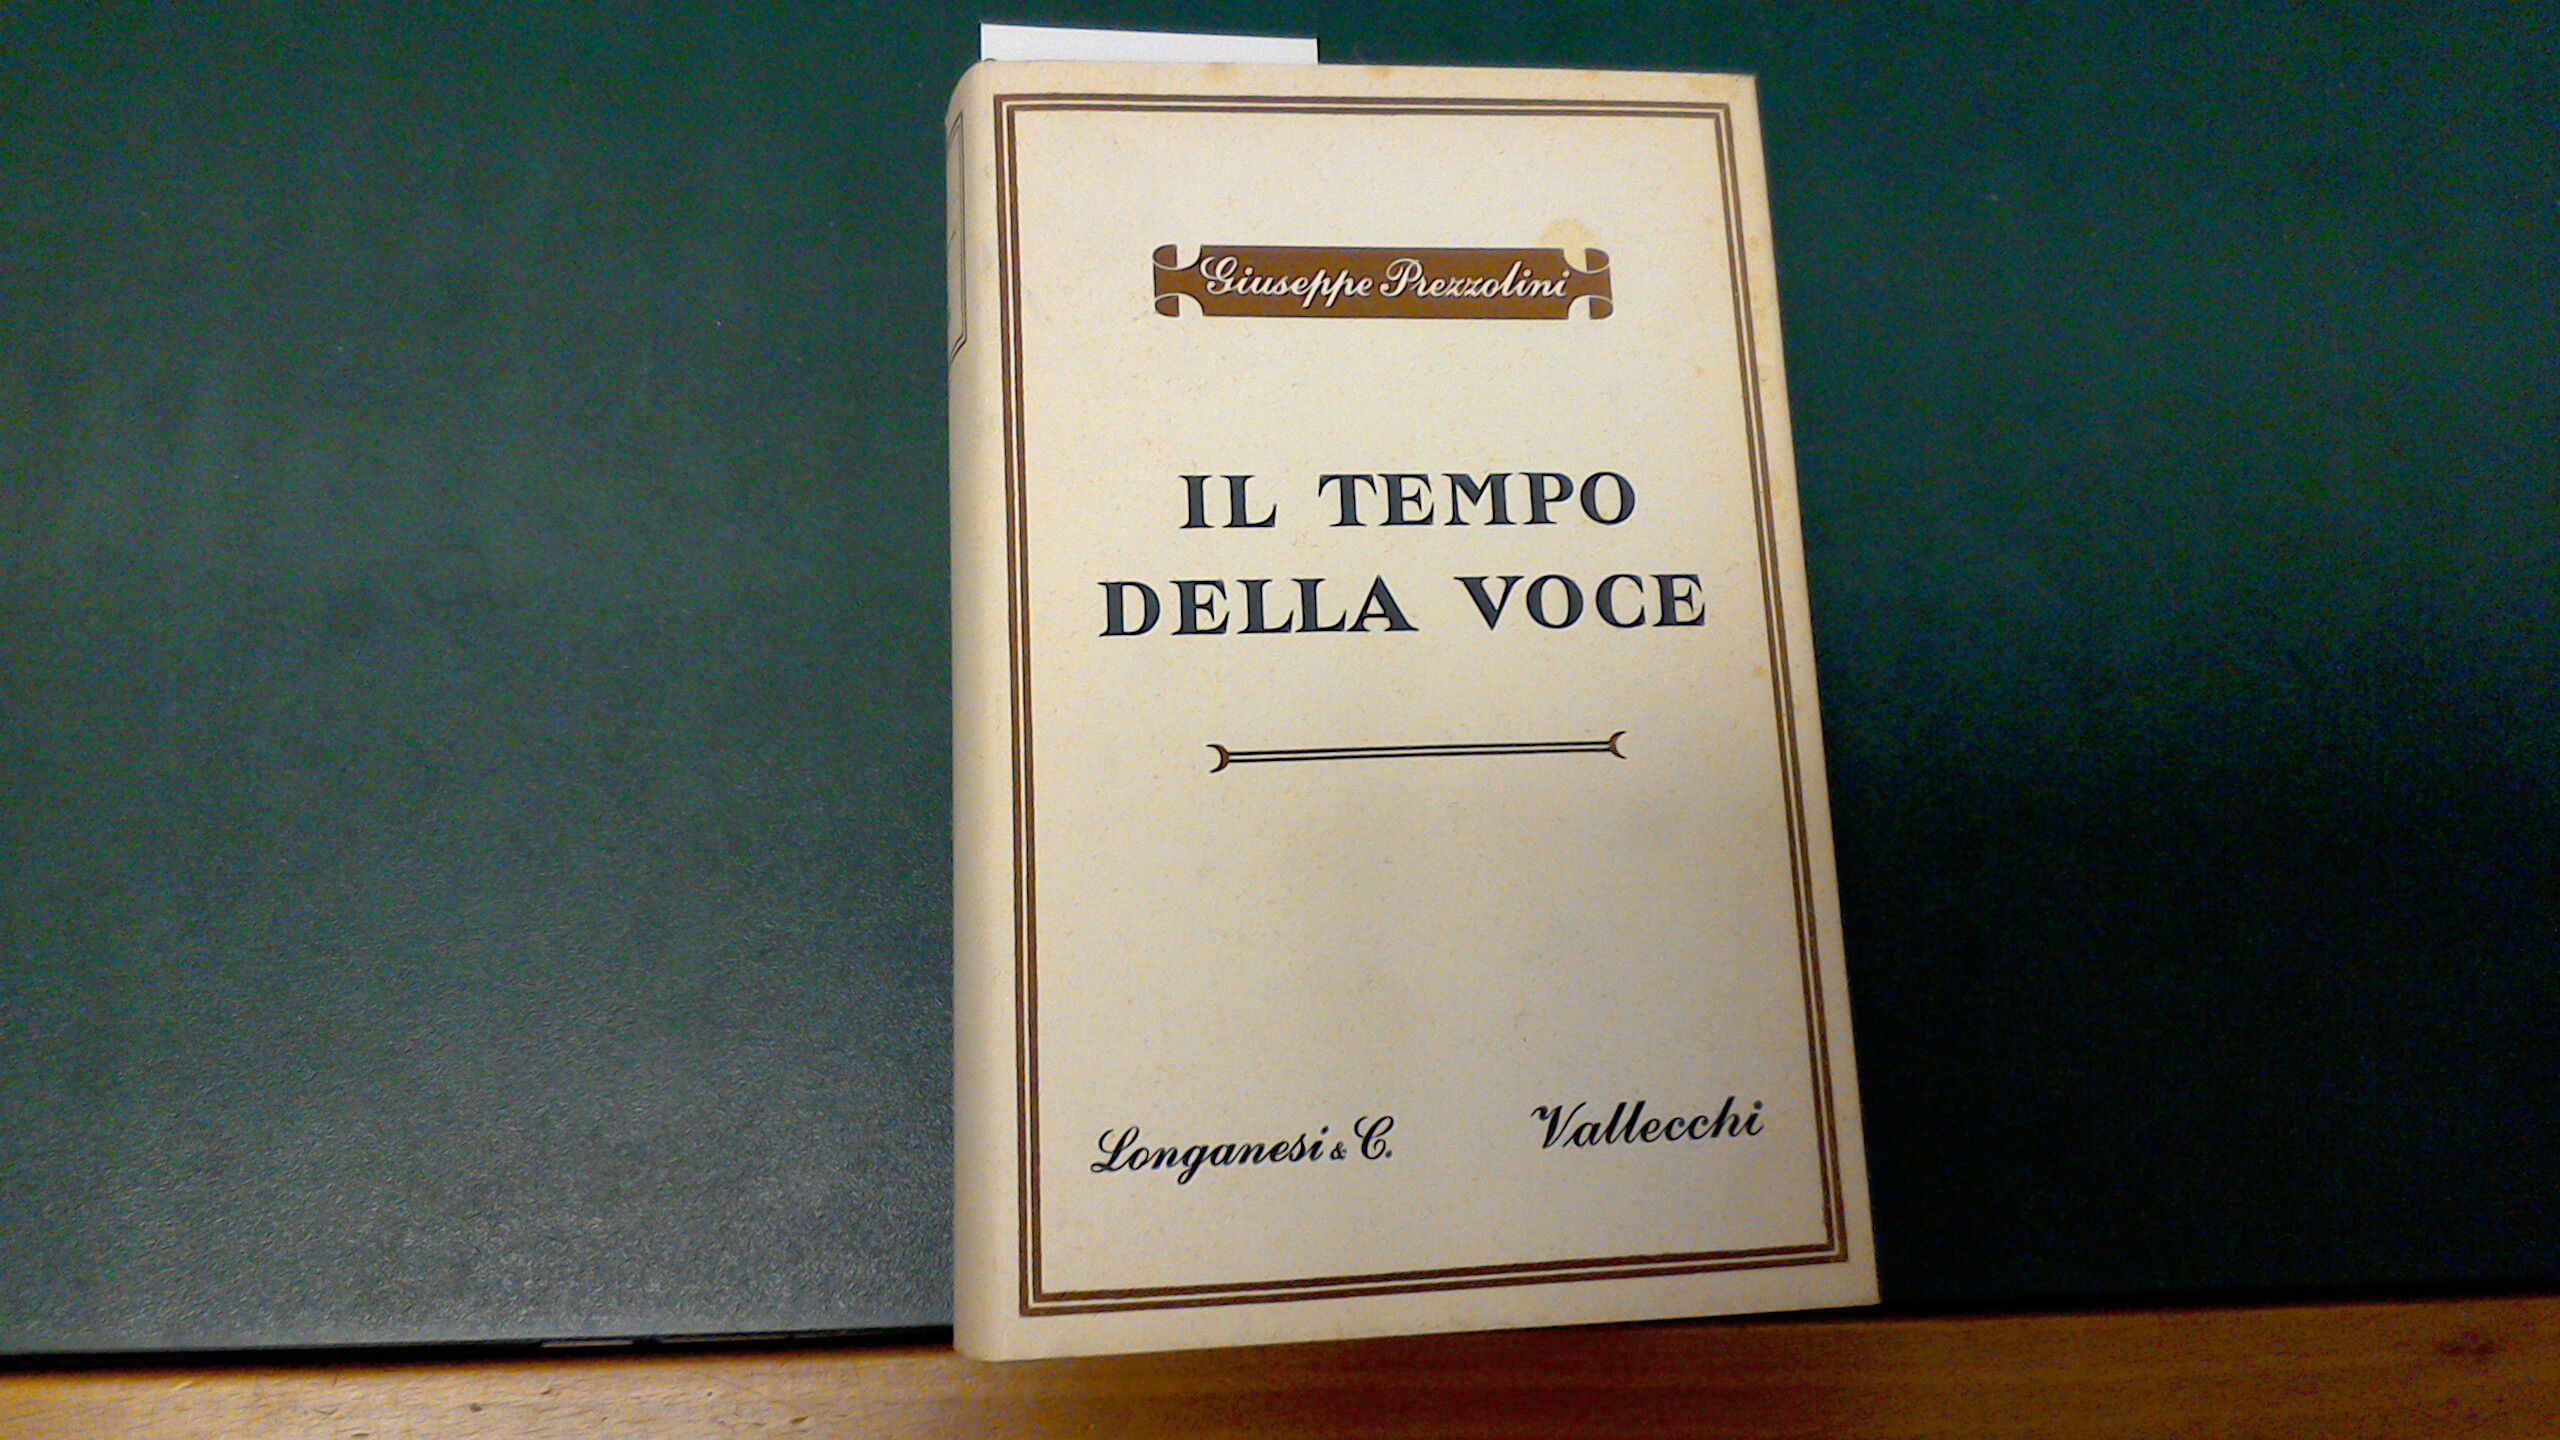 Giuseppe Prezzolini
IL TEMPO
DELLA VOCE
Longanesi & C.
Vallecchi